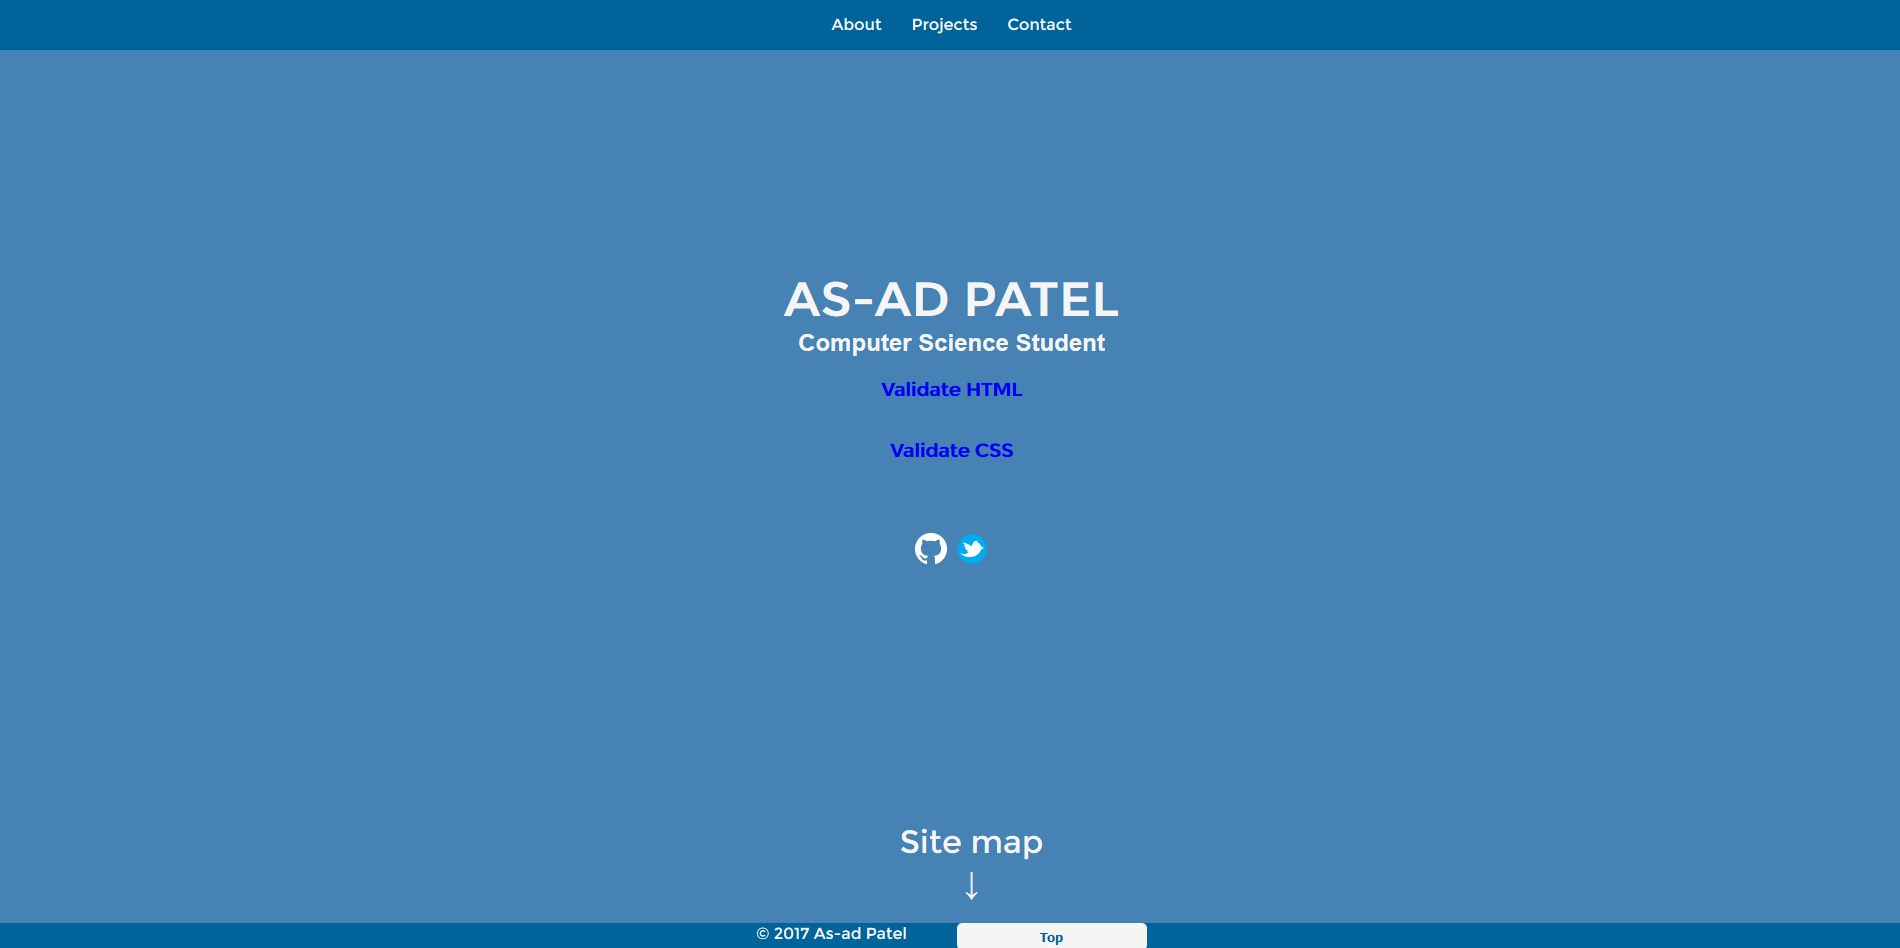 About Projects Contact
AS-AD PATEL
Computer Science Student
Validate HTML
Validate CSS
Site map
↓
© 2017 As-ad Patel Top